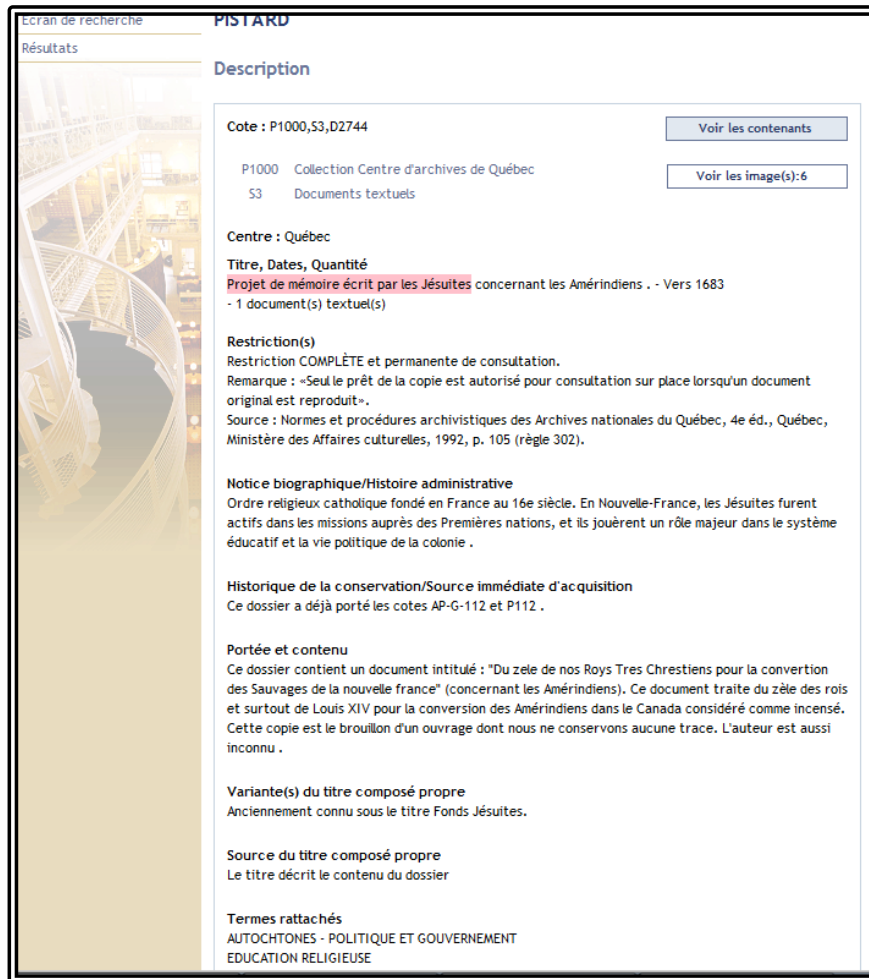 Ecran de recherche
Résultats
PISTARD
Description
Cote : P1000,S3,D2744
Voir les contenants
P1000 Collection Centre d'archives de Québec
Voir les image(s):6
S3 Documents textuels
Centre : Québec
Titre, Dates, Quantité
Projet de mémoire écrit par les Jésuites concernant les Amérindiens . - Vers 1683
- 1 document(s) textuel(s)
Restriction(s)
Restriction COMPLÈTE et permanente de consultation.
Remarque : «Seul le prêt de la copie est autorisé pour consultation sur place lorsqu'un document
original est reproduit».
Source : Normes et procédures archivistiques des Archives nationales du Québec, 4e éd., Québec,
Ministère des Affaires culturelles, 1992, p. 105 (règle 302).
Notice biographique/Histoire administrative
Ordre religieux catholique fondé en France au 16e siècle. En Nouvelle-France, les Jésuites furent
actifs dans les missions auprès des Premières nations, et ils jouèrent un rôle majeur dans le système
éducatif et la vie politique de la colonie .
Historique de la conservation/Source immédiate d'acquisition
Ce dossier a déjà porté les cotes AP-G-112 et P112 .
Portée et contenu
Ce dossier contient un document intitulé : "Du zele de nos Roys Tres Chrestiens pour la convertion
des Sauvages de la nouvelle france" (concernant les Amérindiens). Ce document traite du zèle des rois
et surtout de Louis XIV pour la conversion des Amérindiens dans le Canada considéré comme incensé.
Cette copie est le brouillon d'un ouvrage dont nous ne conservons aucune trace. L'auteur est aussi
inconnu .
Variante(s) du titre composé propre
Anciennement connu sous le titre Fonds Jésuites.
Source du titre composé propre
Le titre décrit le contenu du dossier
Termes rattachés
AUTOCHTONES - POLITIQUE ET GOUVERNEMENT
EDUCATION RELIGIEUSE